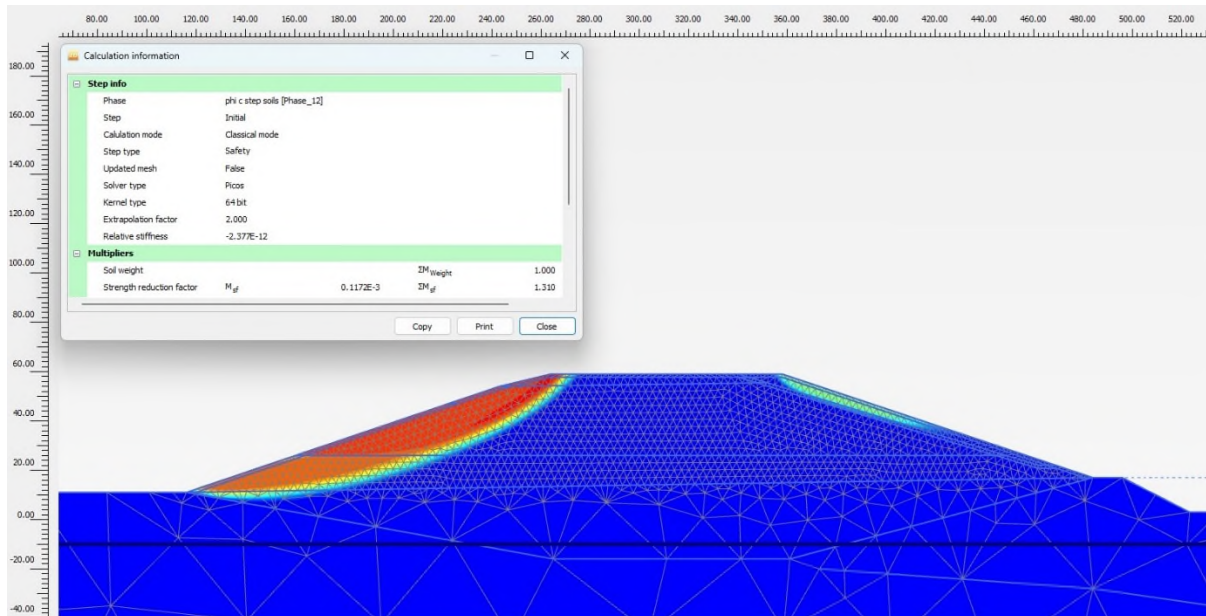 80.00 100.00 120.00 140.00 160.00 180.00 200.00 220.00 240.00 260.00 280.00 300.00 320.00 340.00 360.00 380.00 400.00 420.00 440.00 460.00 480.00 500.00 520.00
180.00
160.00
140.00
120.00
100.00
80.00
60.00
40.00
20.00
0.00
-20.00
-40.00
Calculation information
Step info
Phase phi c step soils [Phase_12]
Step Initial
Calulation mode Classical mode
Step type Safety
Updated mesh False
Solver type Picos
Kernel type 64 bit
Extrapolation factor 2.000
Relative stiffness -2.377E-12
Multipliers
Soil weight ΣM Weight 1.000
Strength reduction factor M sf 0.1172E-3 ΣM sf 1.310
Copy Print Close